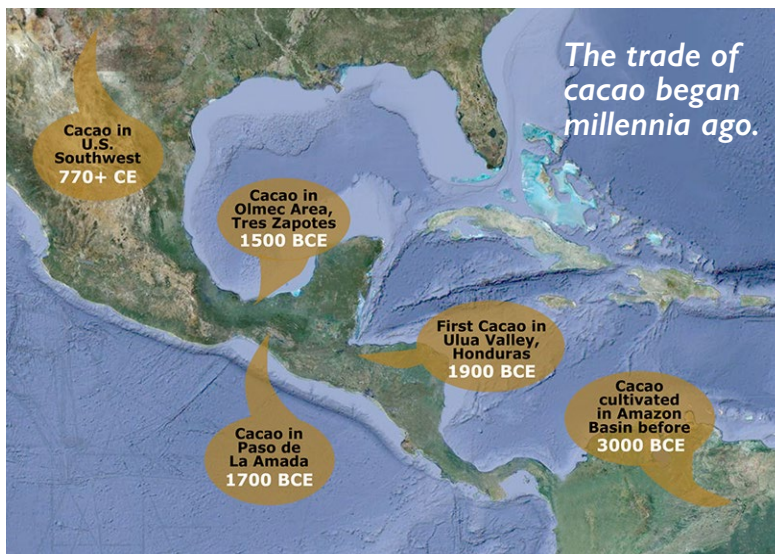 The trade of
cacao began
millennia ago.
Cacao in
U.S.
Southwest
770+ CE
Cacao in
Olmec Area,
Tres Zapotes
1500 BCE
First Cacao in
Ulua Valley,
Honduras
1900 BCE
Cacao
cultivated
in Amazon
Basin before
3000 BCE
Cacao in
Paso de
La Amada
1700 BCE